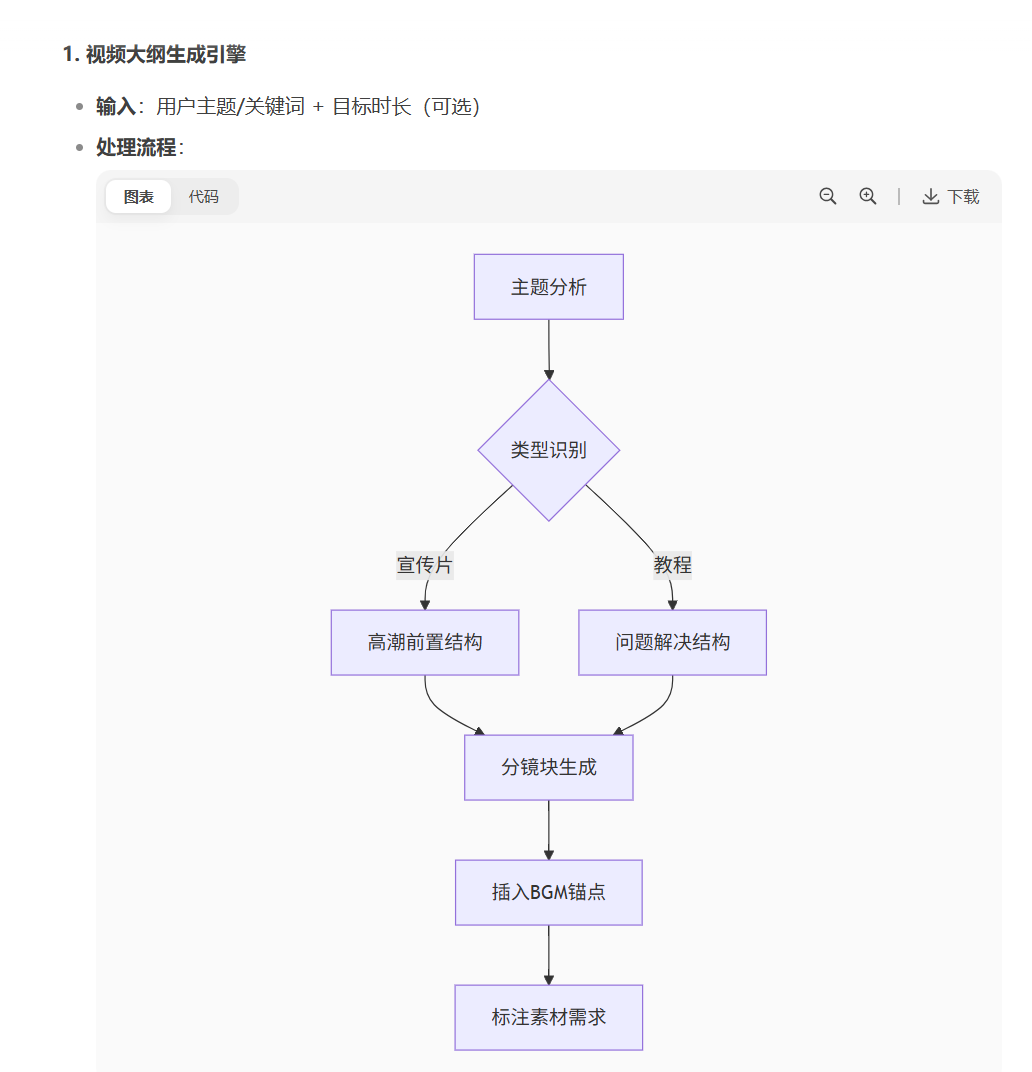 1. 视频大纲生成引擎
输入：用户主题/关键词 + 目标时长（可选）
处理流程：
图表 代码 下载
主题分析
类型识别
宣传片 教程
高潮前置结构 问题解决结构
分镜块生成
插入BGM锚点
标注素材需求